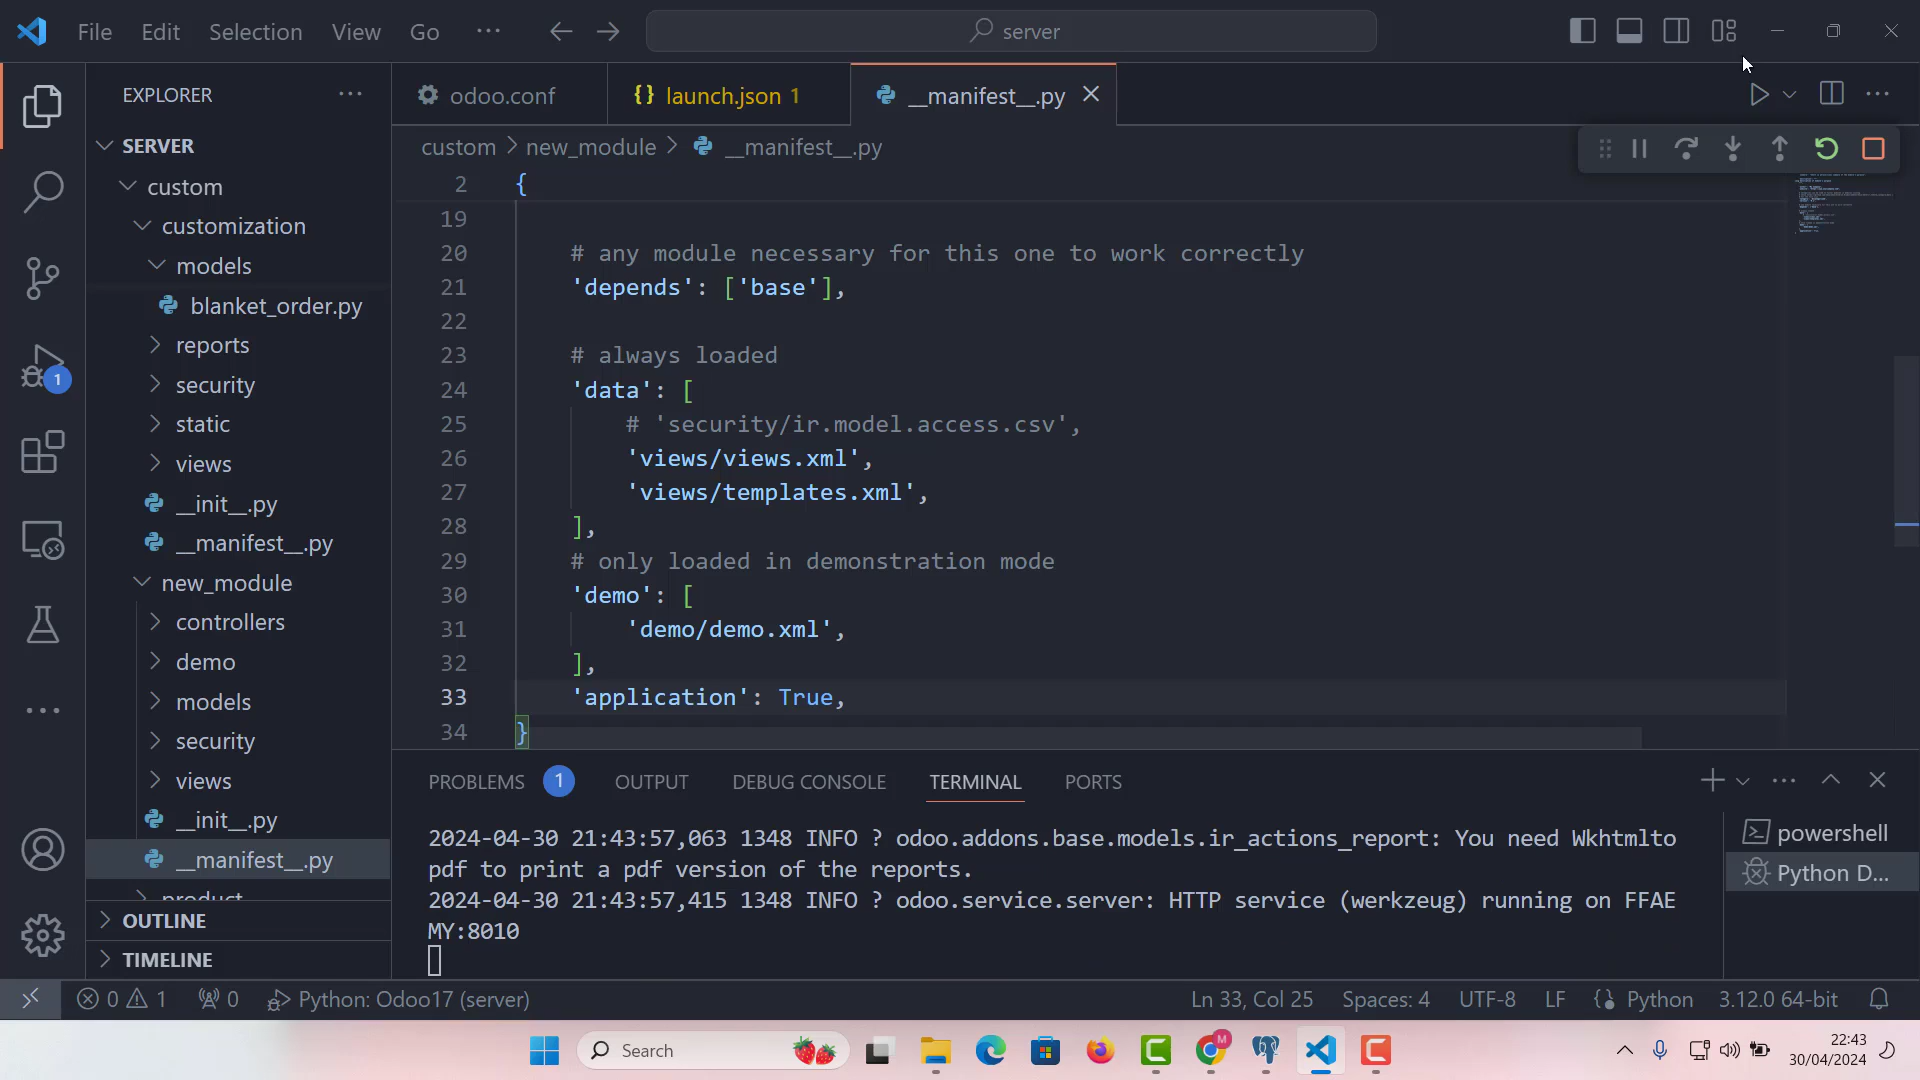 File Edit Selection View Go ··· server
EXPLORER ···
SERVER
custom
customization
models
blanket_order.py
reports
security
static
views
__init__.py
__manifest__.py
new_module
controllers
demo
models
security
views
__init__.py
__manifest__.py
product
OUTLINE
TIMELINE
1
odoo.conf {} launch.json 1 __manifest__.py
custom > new_module > __manifest__.py
2 {
19
20 # any module necessary for this one to work correctly
21 'depends': ['base'],
22
23 # always loaded
24 'data': [
25 # 'security/ir.model.access.csv',
26 'views/views.xml',
27 'views/templates.xml',
28 ],
29 # only loaded in demonstration mode
30 'demo': [
31 'demo/demo.xml',
32 ],
33 'application': True,
34 }
PROBLEMS 1 OUTPUT DEBUG CONSOLE TERMINAL PORTS
2024-04-30 21:43:57,063 1348 INFO ? odoo.addons.base.models.ir_actions_report: You need Wkhtmlto
pdf to print a pdf version of the reports.
2024-04-30 21:43:57,415 1348 INFO ? odoo.service.server: HTTP service (werkzeug) running on FFAE
MY:8010
powershell
Python D...
0 1 0 Python: Odoo17 (server) Ln 33, Col 25 Spaces: 4 UTF-8 LF Python 3.12.0 64-bit
Search
M
22:43
30/04/2024